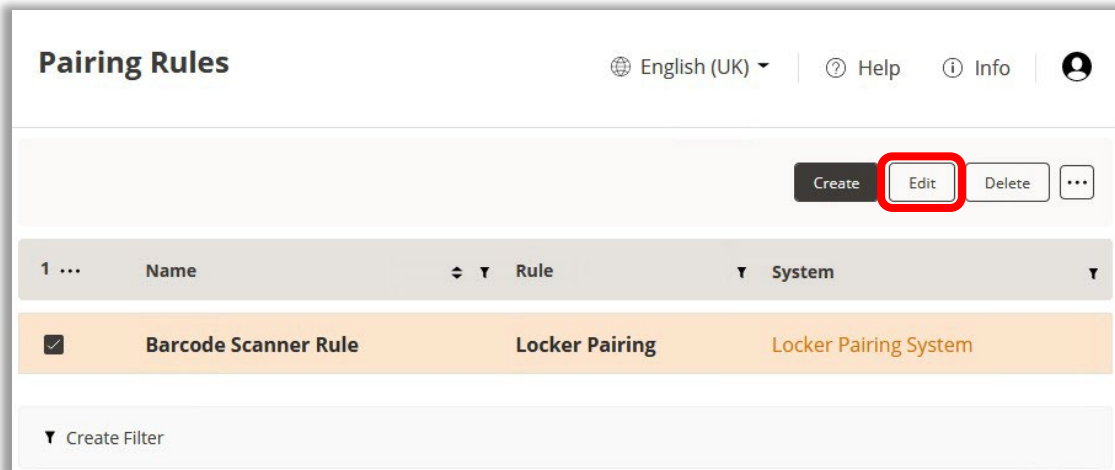 Pairing Rules English (UK) Help Info
Create Edit Delete ...
1 ... Name Rule System
Barcode Scanner Rule Locker Pairing Locker Pairing System
Create Filter